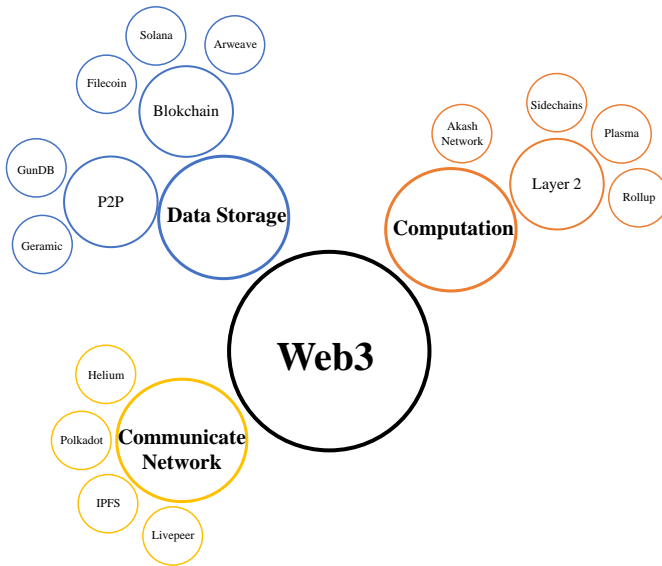 Solana
Arweave
Filecoin
Blokchain
GunDB
P2P
Geramic
Data Storage
Sidechains
Akash
Network
Plasma
Layer 2
Rollup
Computation
Web3
Helium
Polkadot
Communicate
Network
IPFS
Livepeer